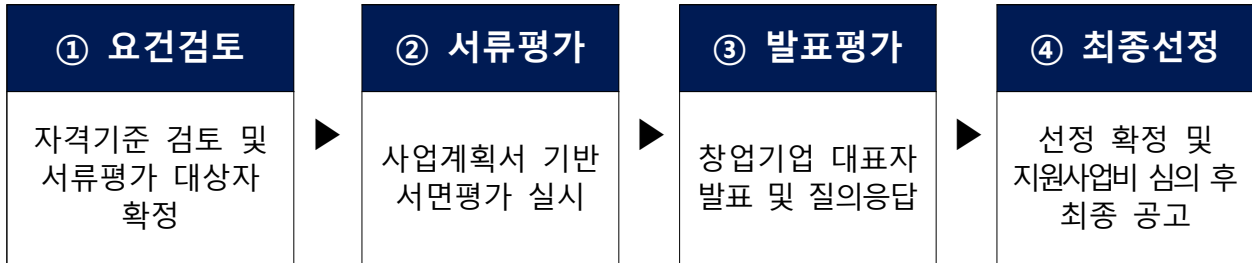 ① 요건검토
자격기준 검토 및
서류평가 대상자
확정
② 서류평가
사업계획서 기반
서면평가 실시
③ 발표평가
창업기업 대표자
발표 및 질의응답
④ 최종선정
선정 확정 및
지원사업비 심의 후
최종 공고